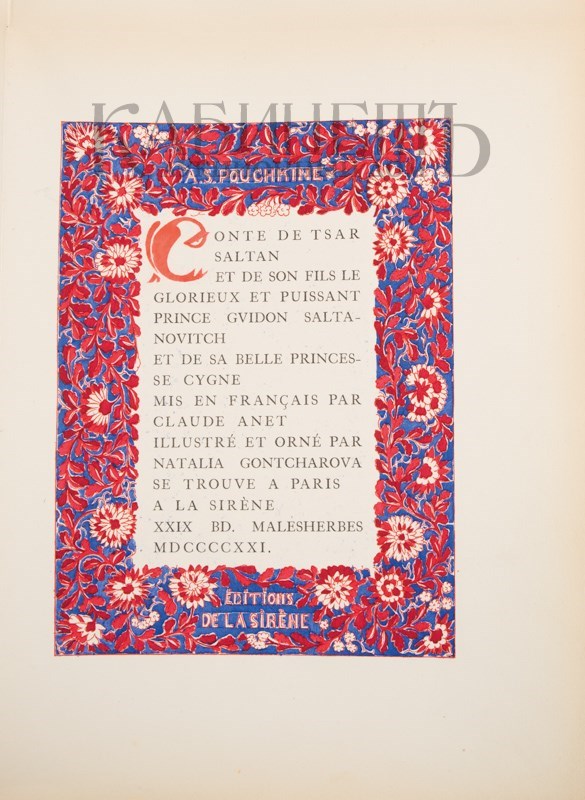 КАБИНЕТЪ
A. S. POUCHKINE
CONTE DE TSAR
SALTAN
ET DE SON FILS LE
GLORIEUX ET PUISSANT
PRINCE GVIDON SALTA-
NOVITCH
ET DE SA BELLE PRINCES-
SE CYGNE
MIS EN FRANÇAIS PAR
CLAUDE ANET
ILLUSTRÉ ET ORNÉ PAR
NATALIA GONTCHAROVA
SE TROUVE A PARIS
A LA SIRÈNE
XXIX BD. MALESHERBES
MDCCCCXXI.
ÉDITIONS
DE LA SIRÈNE